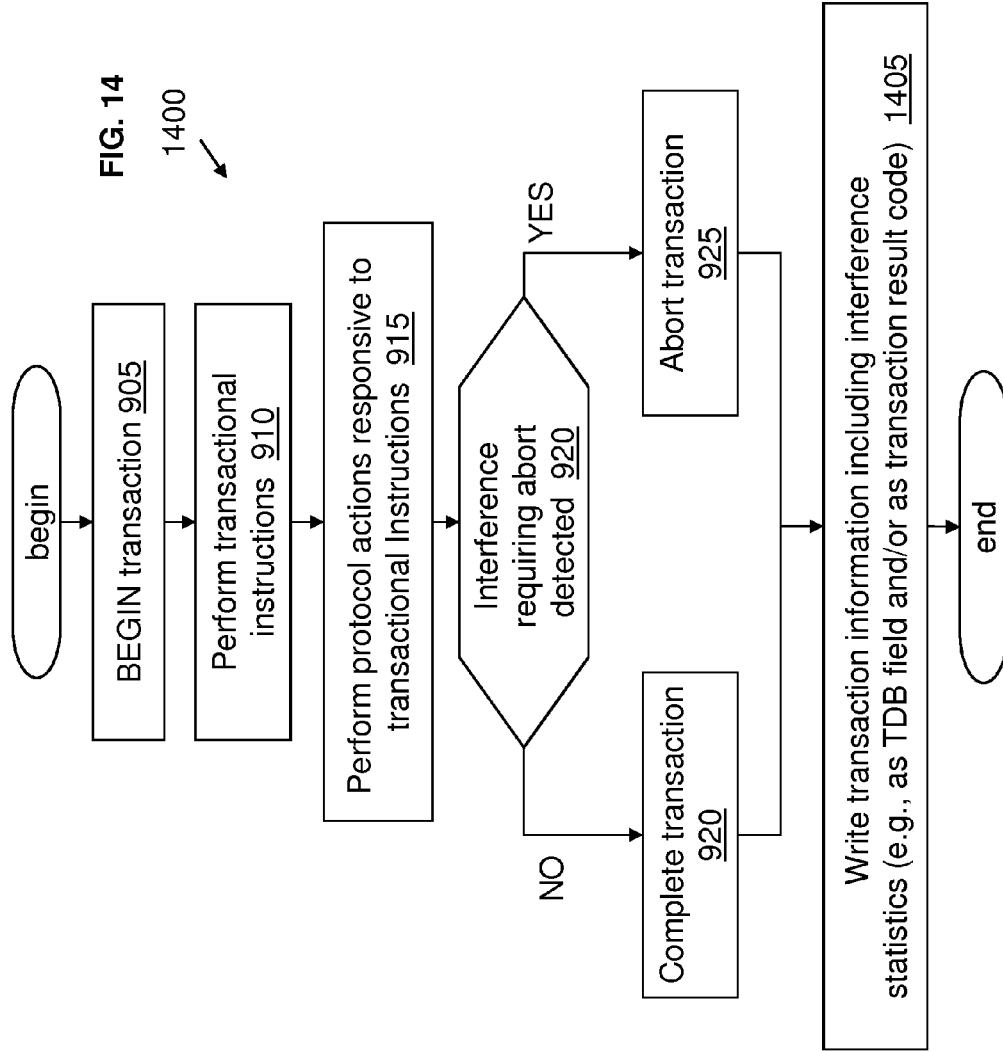 FIG. 14
1400
begin
BEGIN transaction 905
Perform transactional
instructions 910
Perform protocol actions responsive to
transactional Instructions 915
Interference
requiring abort
detected 920
NO
YES
Complete transaction
920
Abort transaction
925
Write transaction information including interference
statistics (e.g., as TDB field and/or as transaction result code) 1405
end